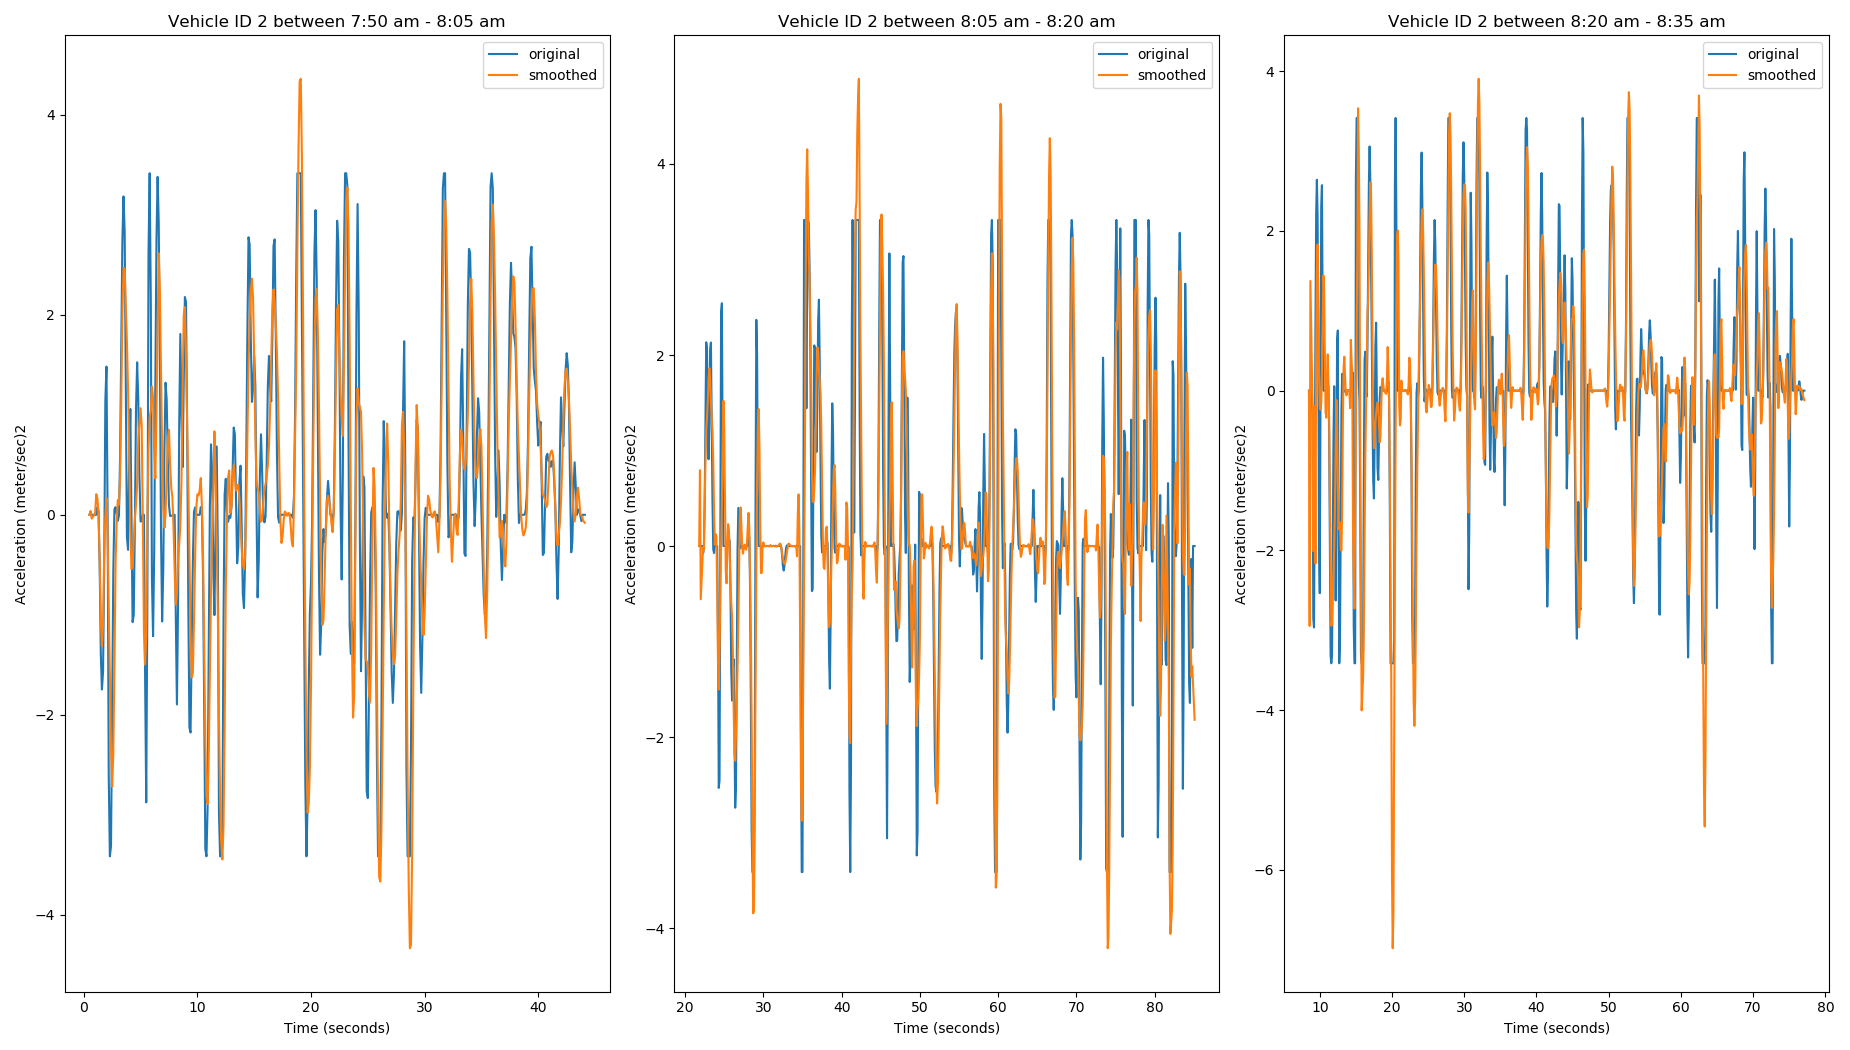 Vehicle ID 2 between 7:50 am - 8:05 am
original
smoothed
4
2
0
−2
−4
Acceleration (meter/sec)2
0 10 20 30 40
Time (seconds)
Vehicle ID 2 between 8:05 am - 8:20 am
original
smoothed
4
2
0
−2
−4
Acceleration (meter/sec)2
20 30 40 50 60 70 80
Time (seconds)
Vehicle ID 2 between 8:20 am - 8:35 am
original
smoothed
4
2
0
−2
−4
−6
Acceleration (meter/sec)2
10 20 30 40 50 60 70 80
Time (seconds)